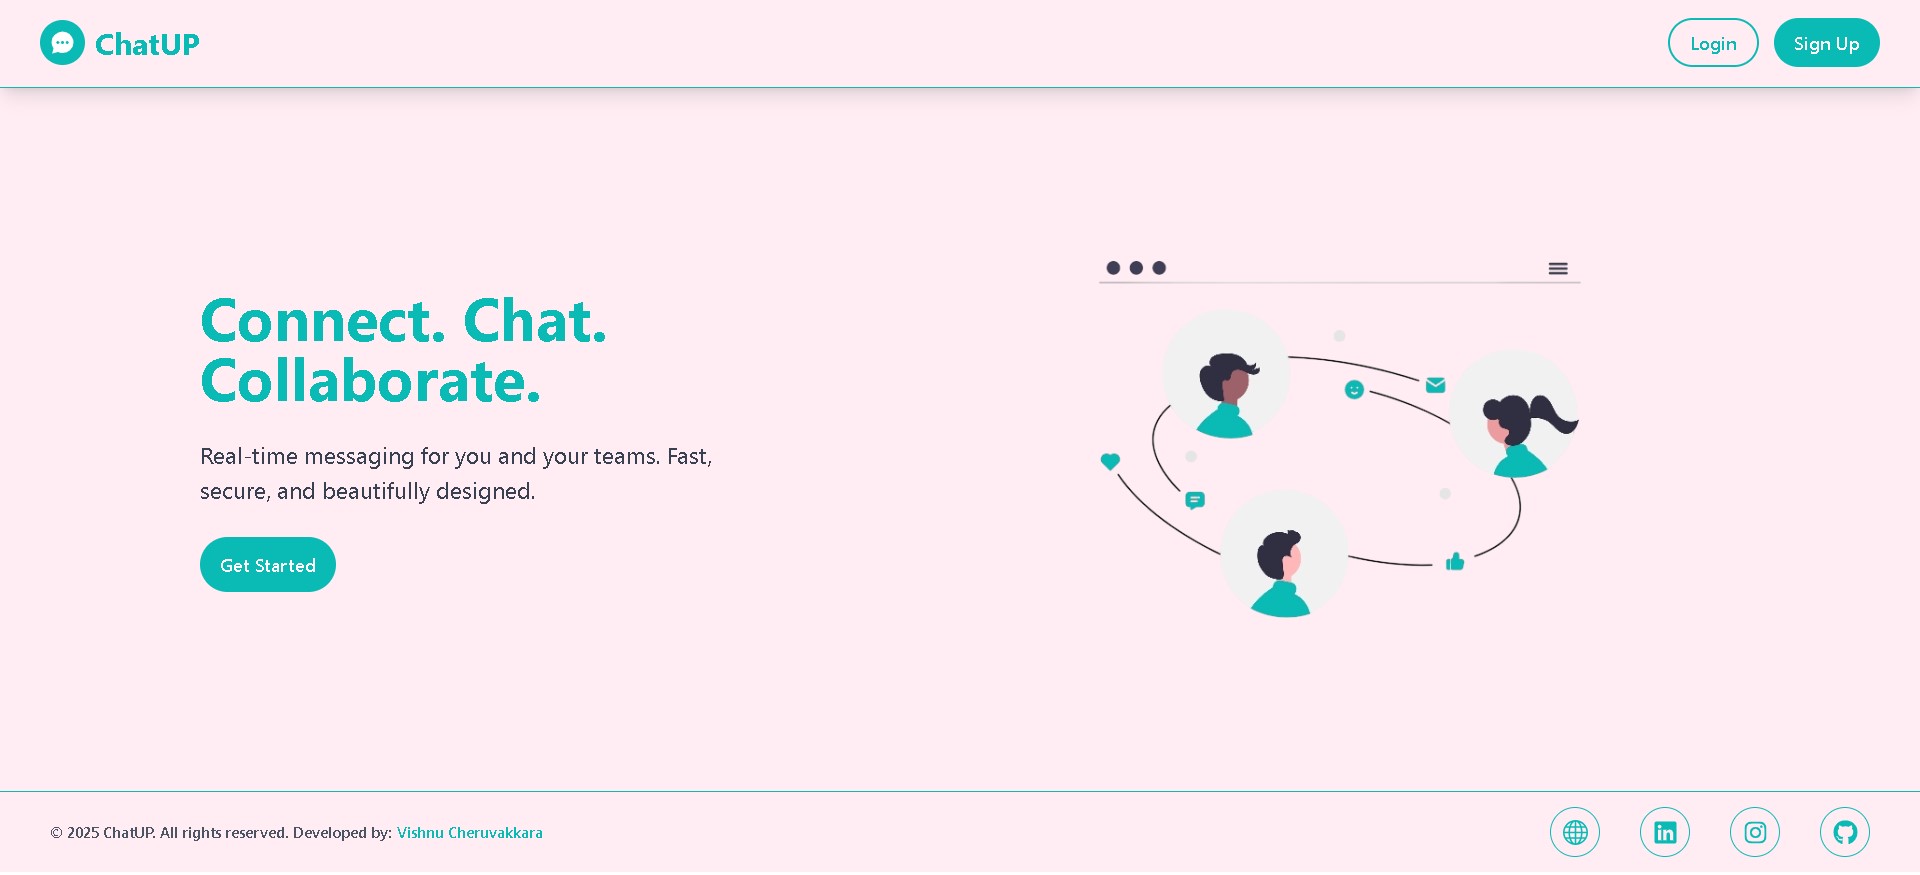 ChatUP
Login
Sign Up
Connect. Chat.
Collaborate.
Real-time messaging for you and your teams. Fast,
secure, and beautifully designed.
Get Started
© 2025 ChatUP. All rights reserved. Developed by: Vishnu Cheruvakkara